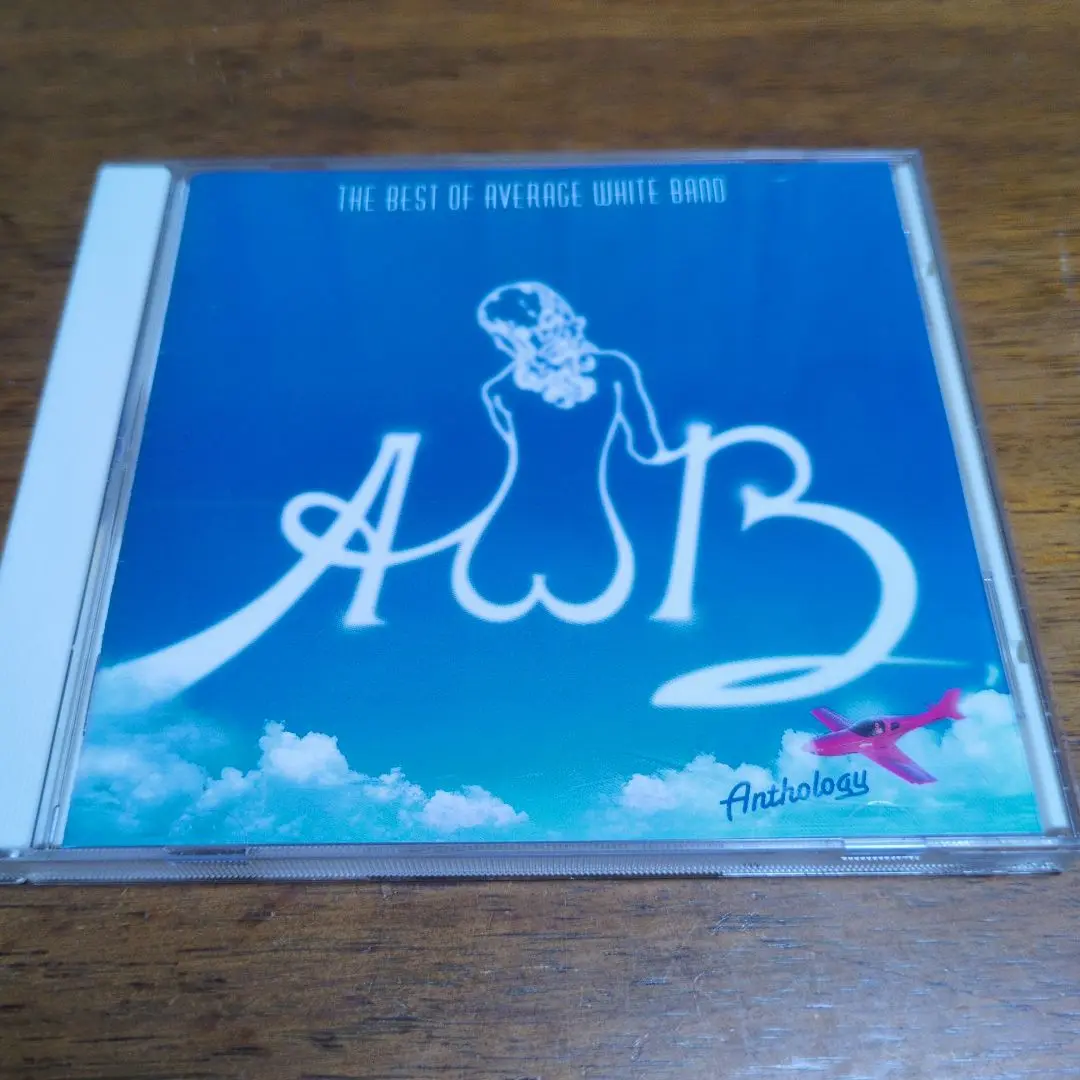 THE BEST OF AVERAGE WHITE BAND
AWB
Anthology